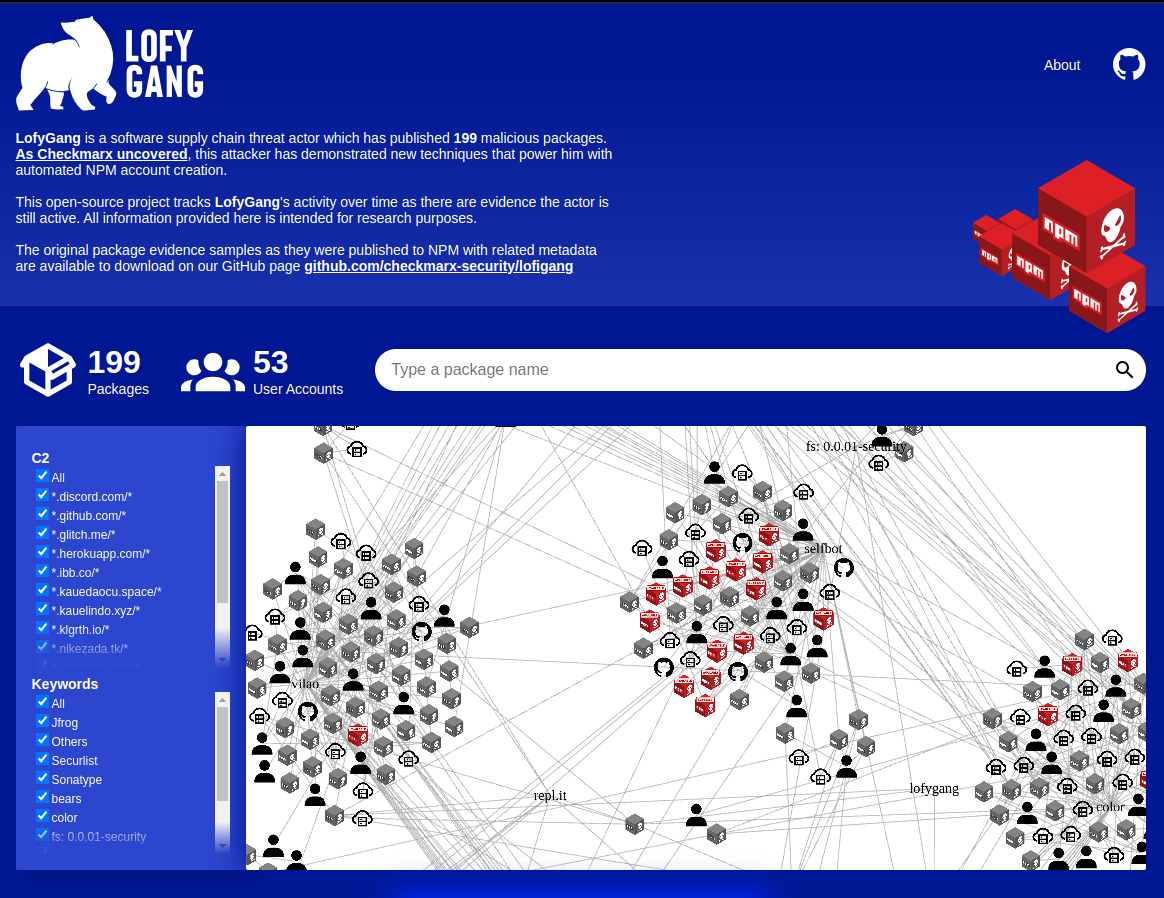 LOFY
GANG
About
LofyGang is a software supply chain threat actor which has published 199 malicious packages.
As Checkmarx uncovered, this attacker has demonstrated new techniques that power him with
automated NPM account creation.
This open-source project tracks LofyGang's activity over time as there are evidence the actor is
still active. All information provided here is intended for research purposes.
The original package evidence samples as they were published to NPM with related metadata
are available to download on our GitHub page github.com/checkmarx-security/lofigang
npm
npm
npm
npm
199
Packages
53
User Accounts
Type a package name
C2
All
*.discord.com/*
*.github.com/*
*.glitch.me/*
*.herokuapp.com/*
*.ibb.co/*
*.kauedaocu.space/*
*.kauelindo.xyz/*
*.klgrth.io/*
*.nikezada.tk/*
Keywords
All
Jfrog
Others
Securlist
Sonatype
bears
color
fs: 0.0.01-security
fs: 0.0.01-security
selfbot
vilao
repl.it
lofygang
color